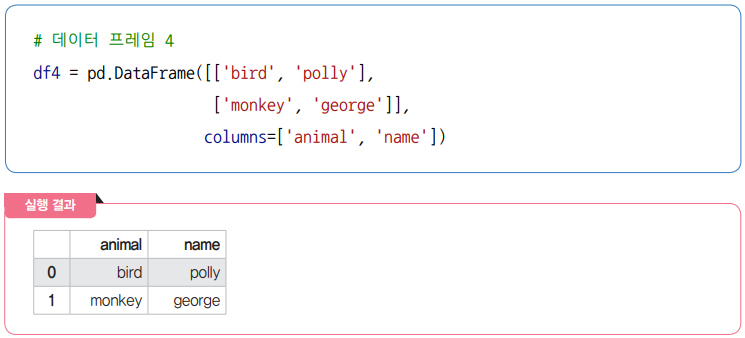 # 데이터 프레임 4
df4 = pd.DataFrame([['bird', 'polly'],
['monkey', 'george']],
columns=['animal', 'name'])
실행 결과
animal name
0 bird polly
1 monkey george